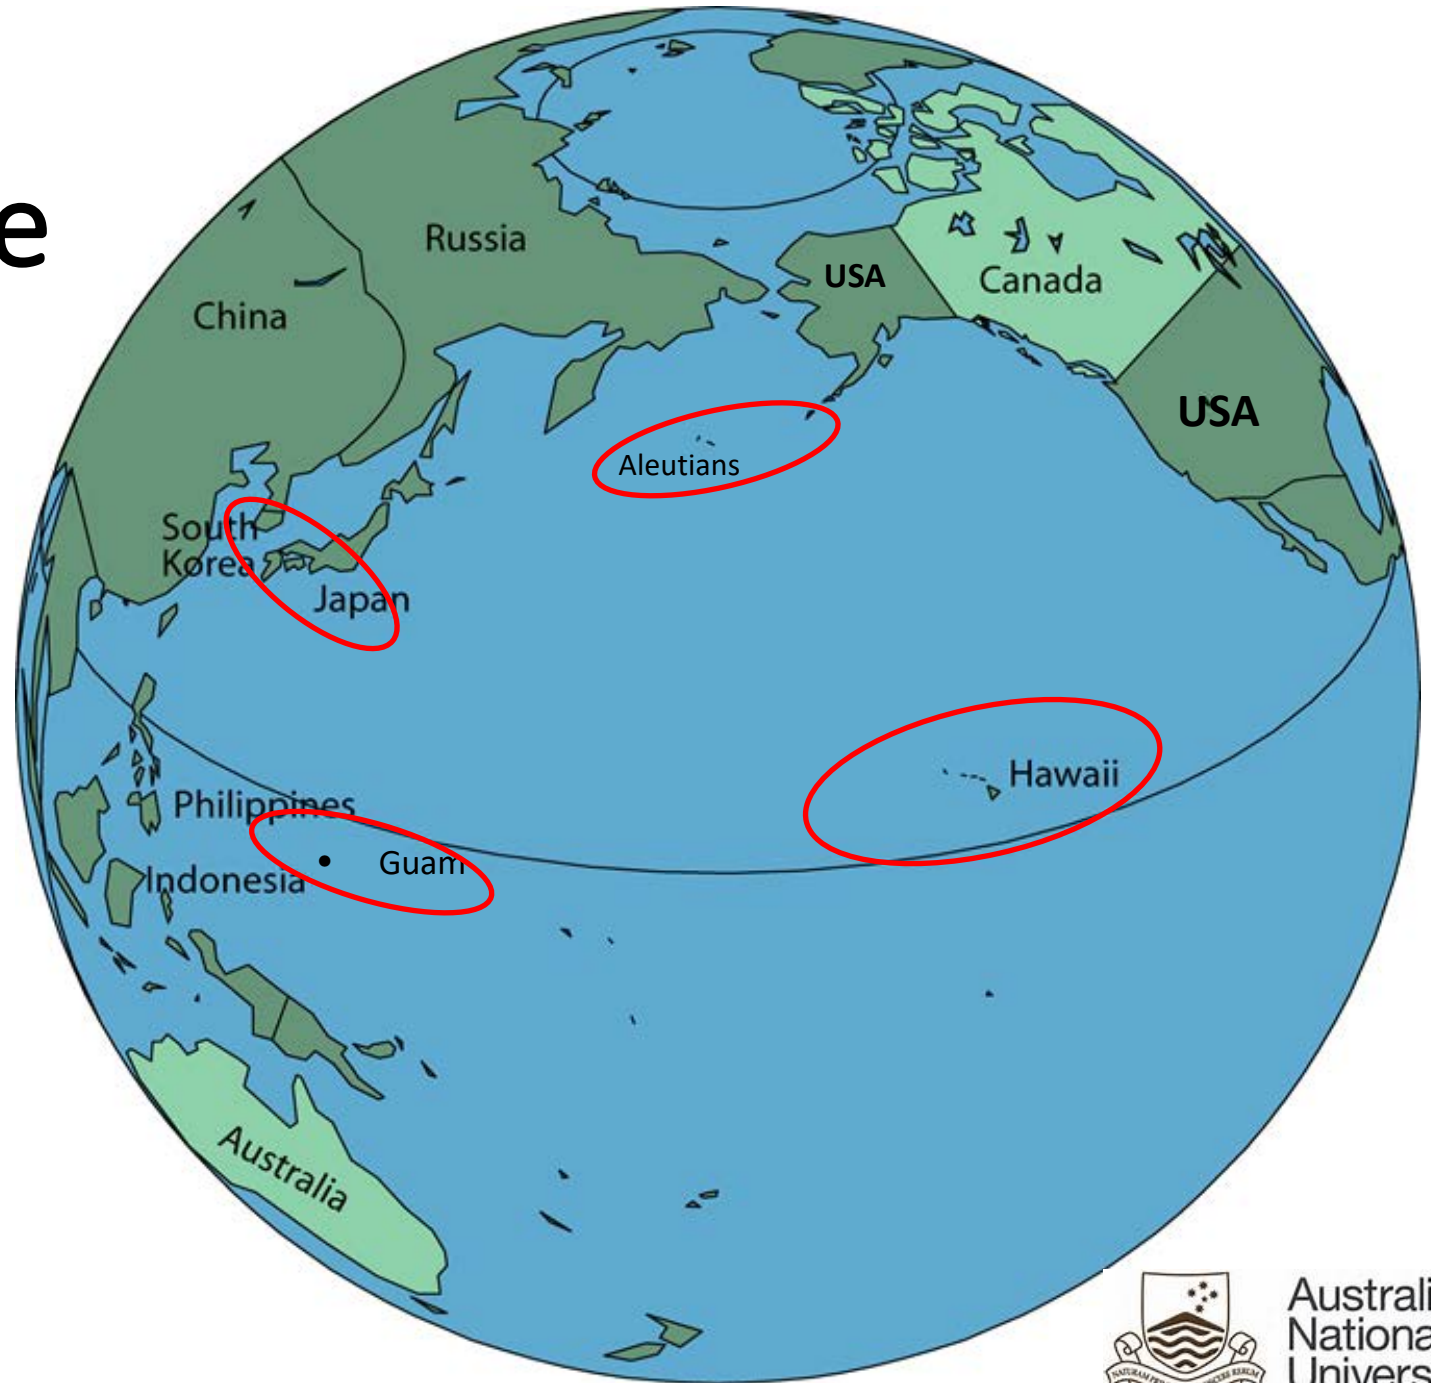 e
Russia
USA
Canada
China
USA
Aleutians
South
Korea
Japan
Hawaii
Philippines
Guam
Indonesia
Australia
Australi
Nationa
Univers